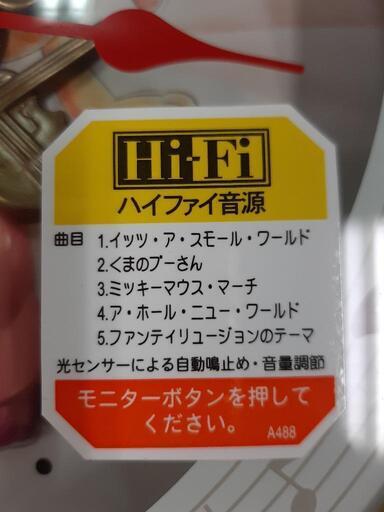 Hi-Fi
ハイファイ音源
曲目 1.イッツ・ア・スモール・ワールド
2.くまのプーさん
3.ミッキーマウス・マーチ
4.ア・ホール・ニュー・ワールド
5.ファンティリュージョンのテーマ
光センサーによる自動鳴止め・音量調節
モニターボタンを押して
ください。
A488